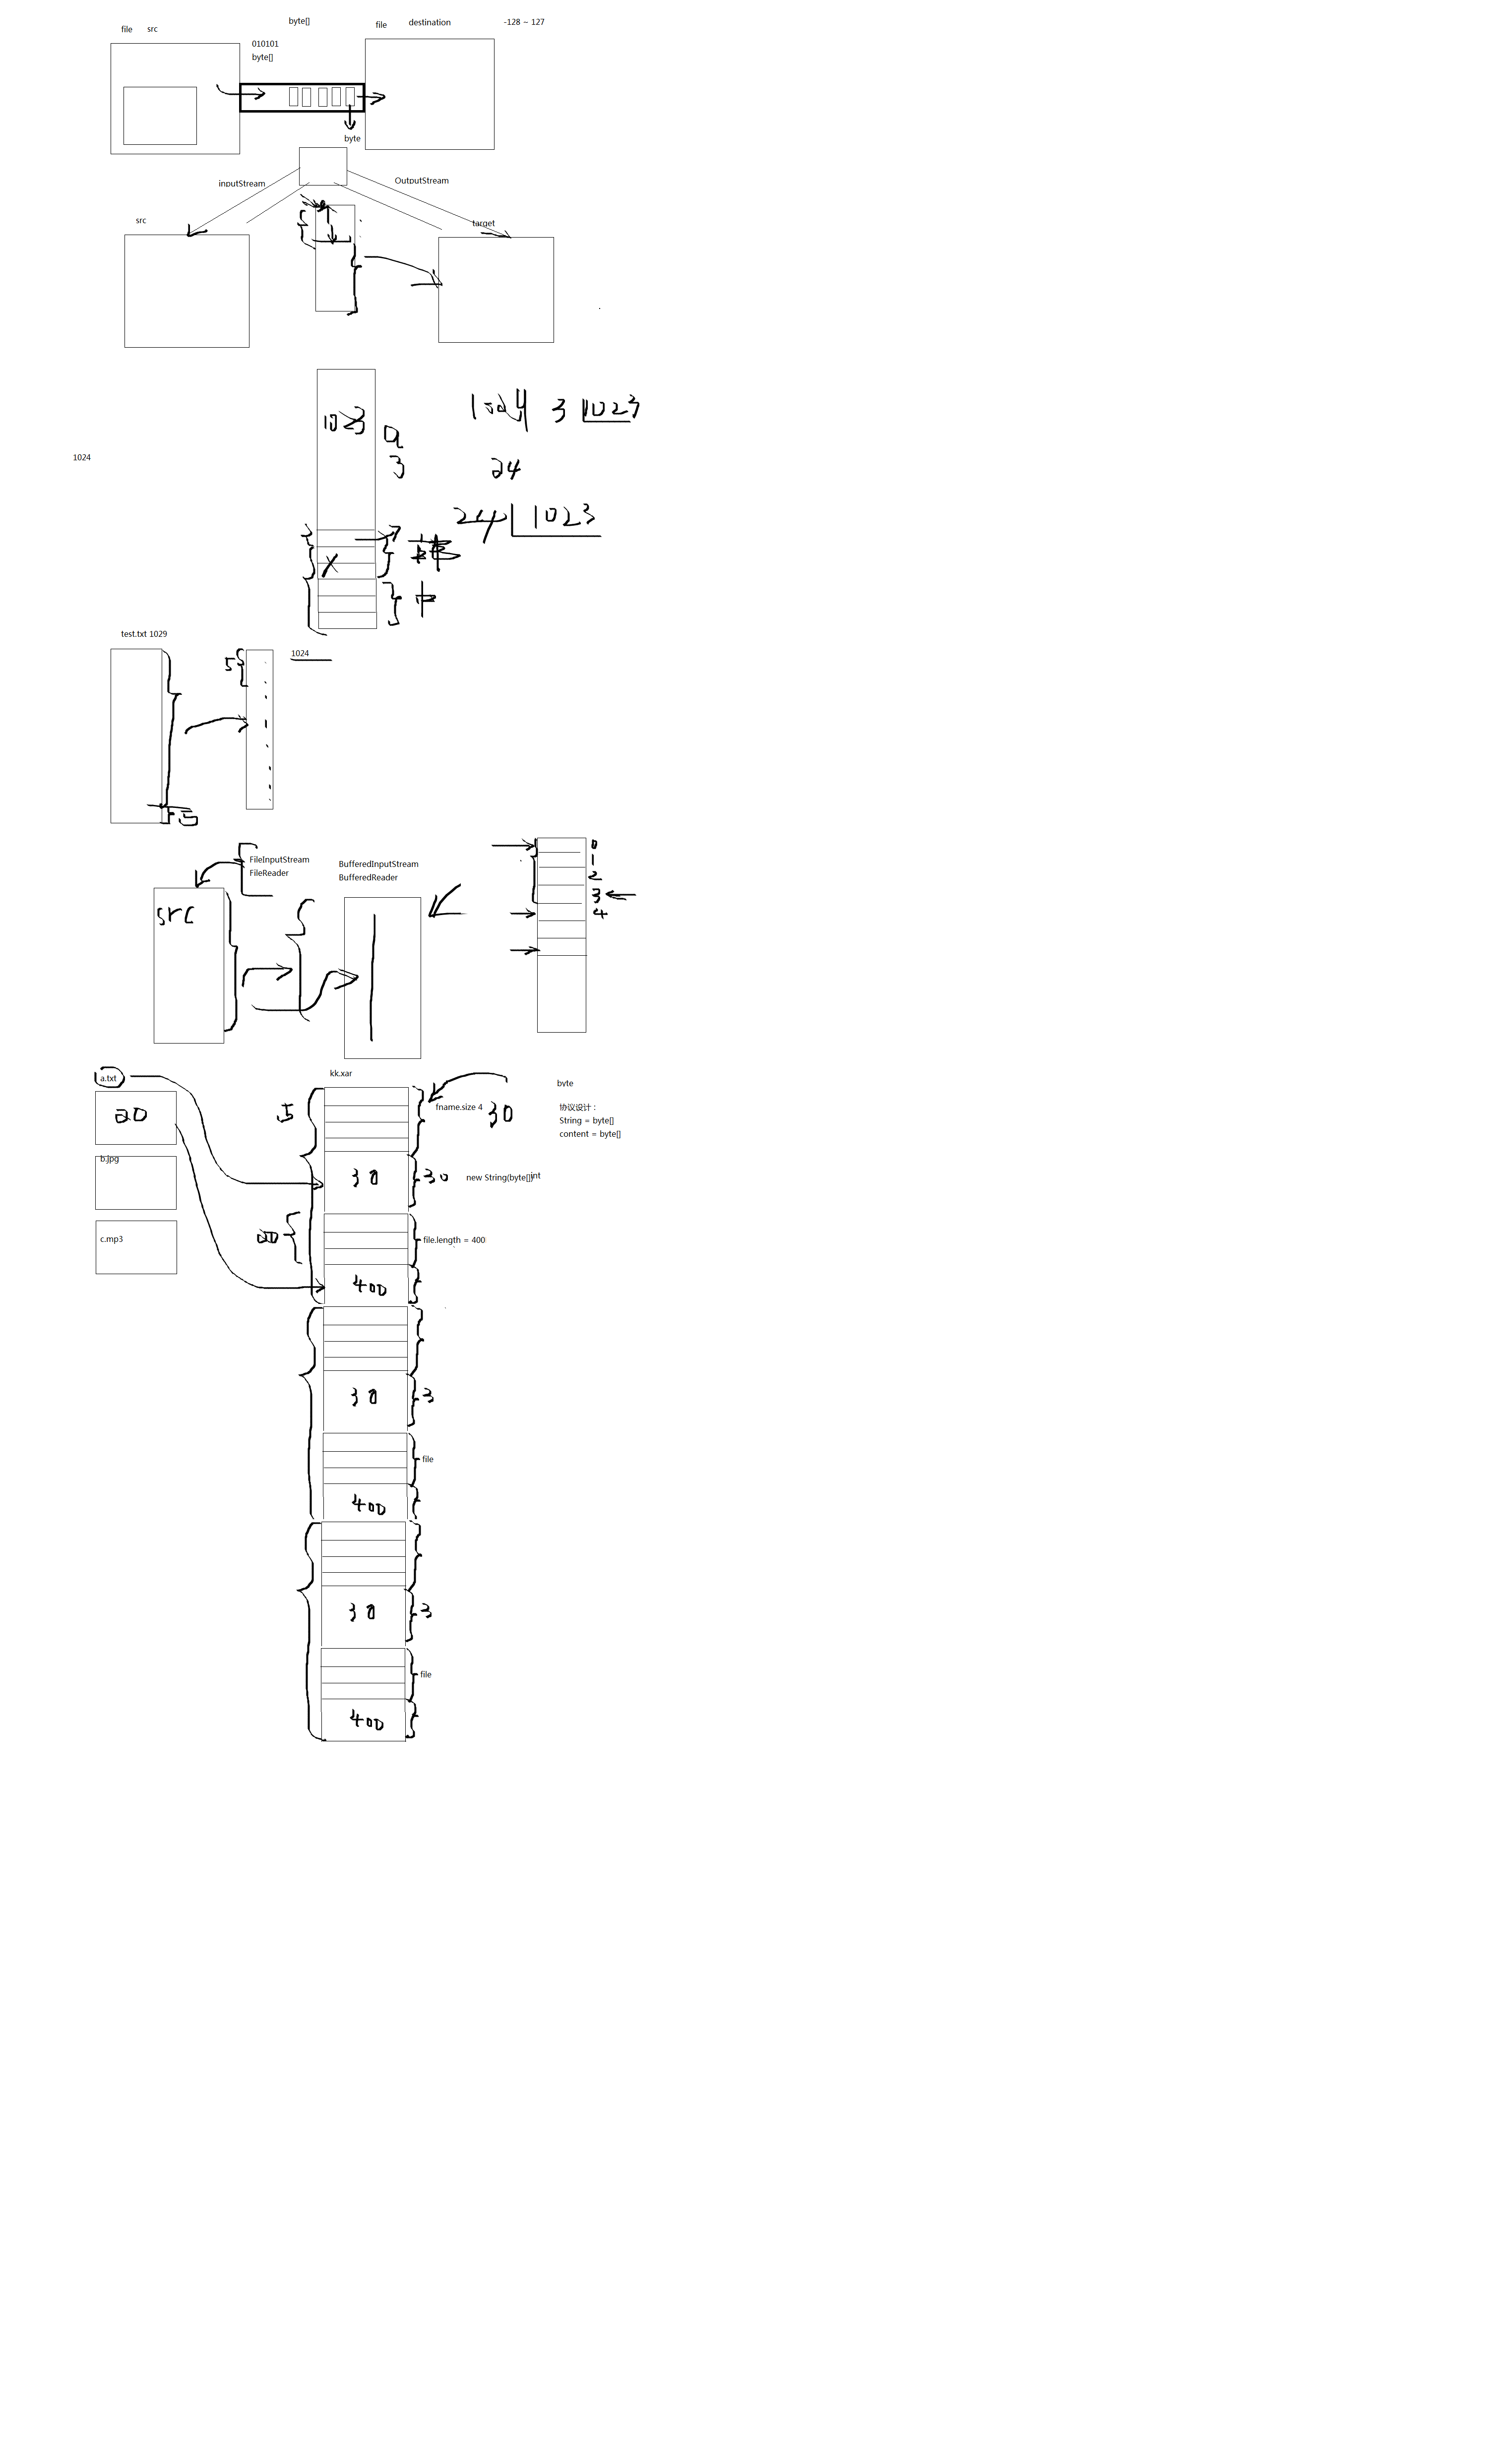 file src
byte[]
file destination
-128 ~ 127
010101
byte[]
byte
inputStream
OutputStream
src
target
1023
a
3
1024
3 1023
24
24 1023
1024
中
test.txt 1029
5
1024
5
FileInputStream
FileReader
BufferedInputStream
BufferedReader
src
0
1
2
3
4
a.txt
20
b.jpg
c.mp3
kk.xar
5
fname.size 4 30
byte
协议设计：
String = byte[]
content = byte[]
30
30
new String(byte[])
int
file.length = 400
400
30
3
file
400
30
3
file
400